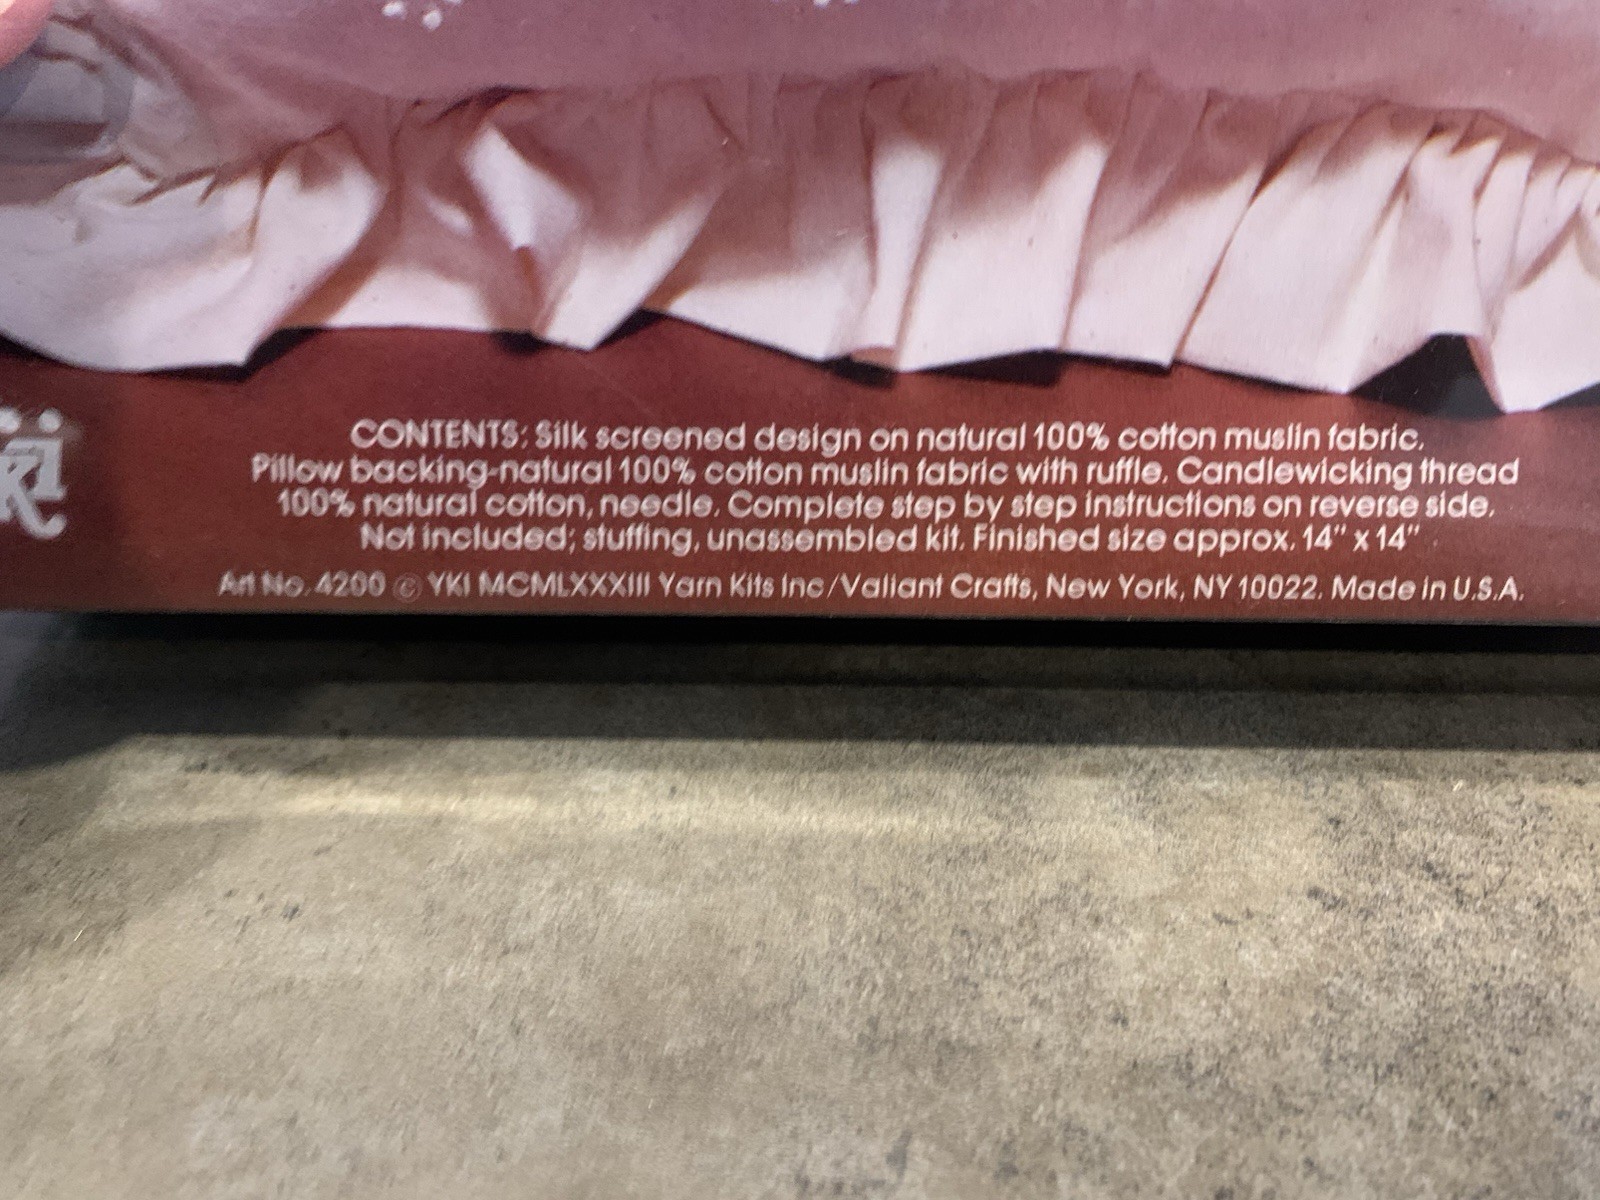 CONTENTS: Silk screened design on natural 100% cotton muslin fabric.
Pillow backing-natural 100% cotton muslin fabric with ruffle. Candlewicking thread
100% natural cotton, needle. Complete step by step instructions on reverse side.
Not included; stuffing, unassembled kit. Finished size approx. 14" x 14"
Art No. 4200 © YKI MCMLXXXIII Yarn Kits Inc/Valiant Crafts, New York, NY 10022. Made in U.S.A.